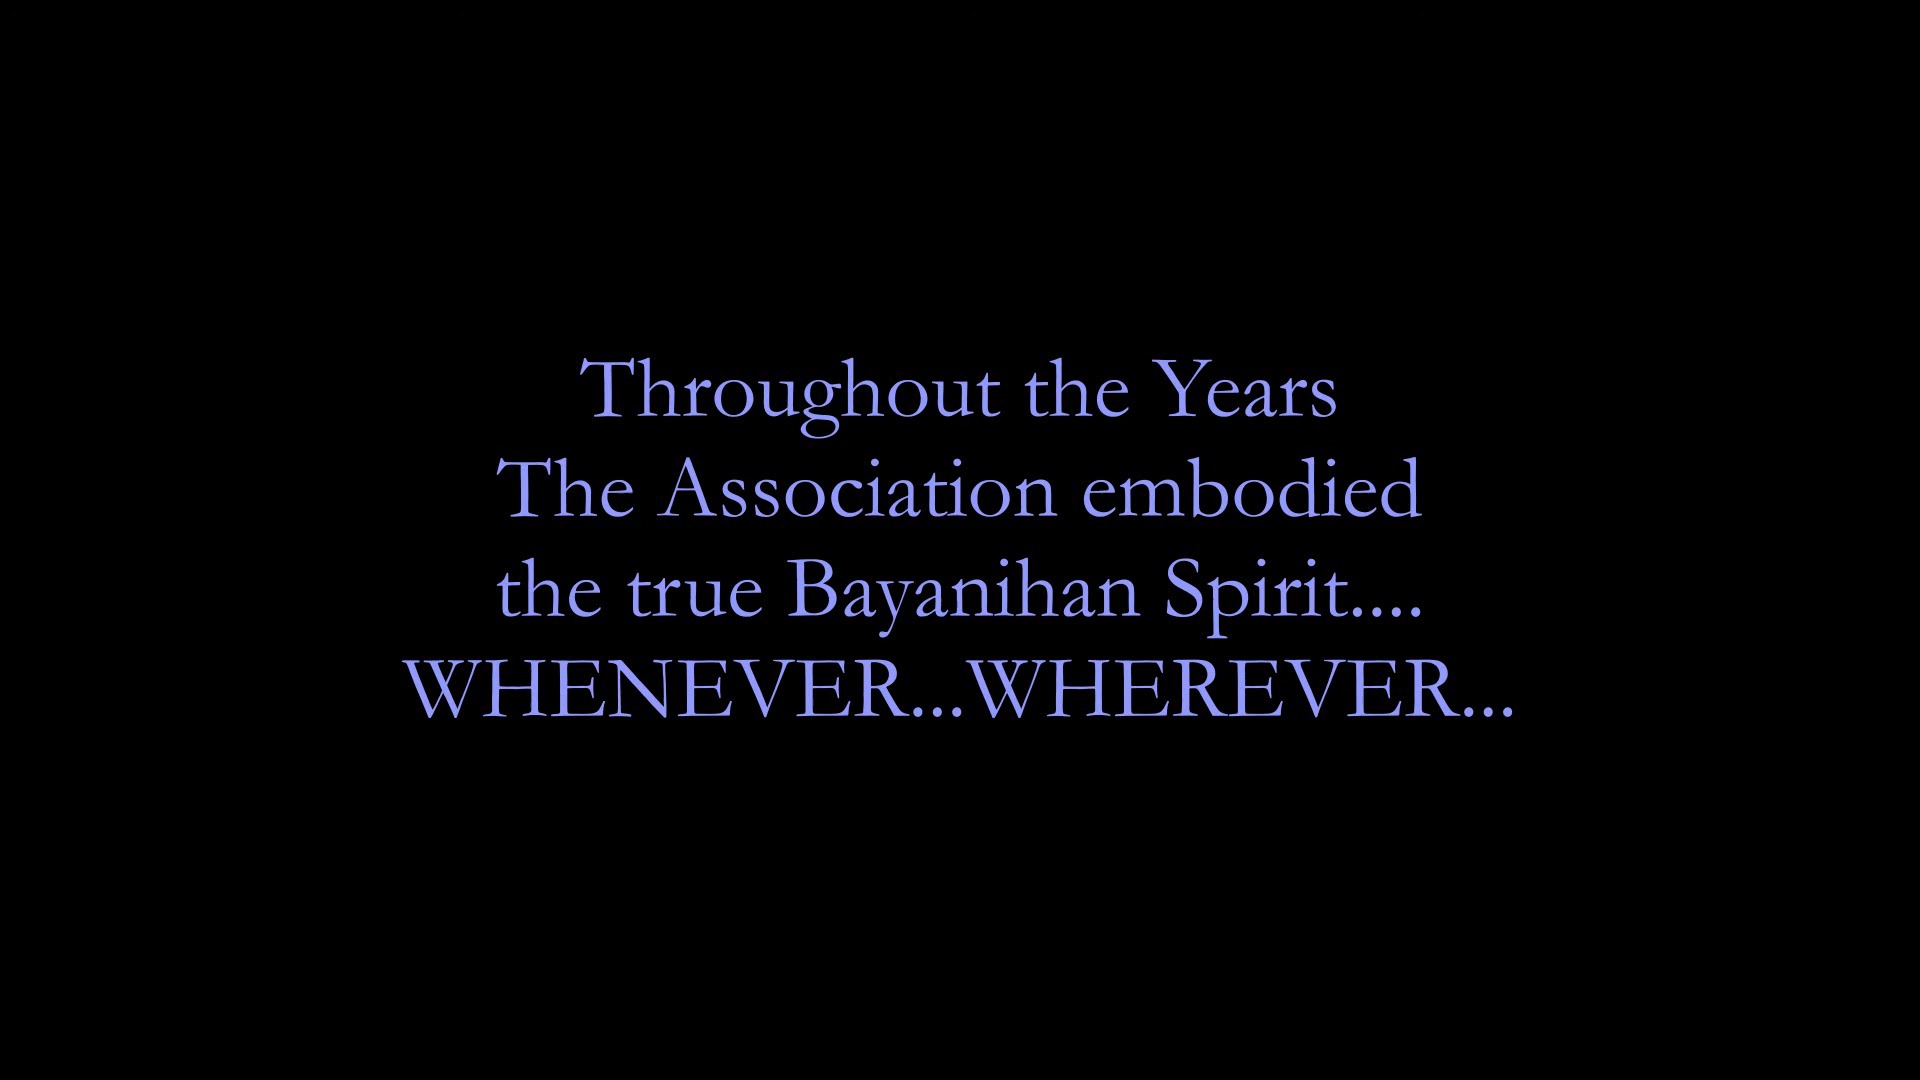 Throughout the Years
The Association embodied
the true Bayanihan Spirit....
WHENEVER...WHEREVER...